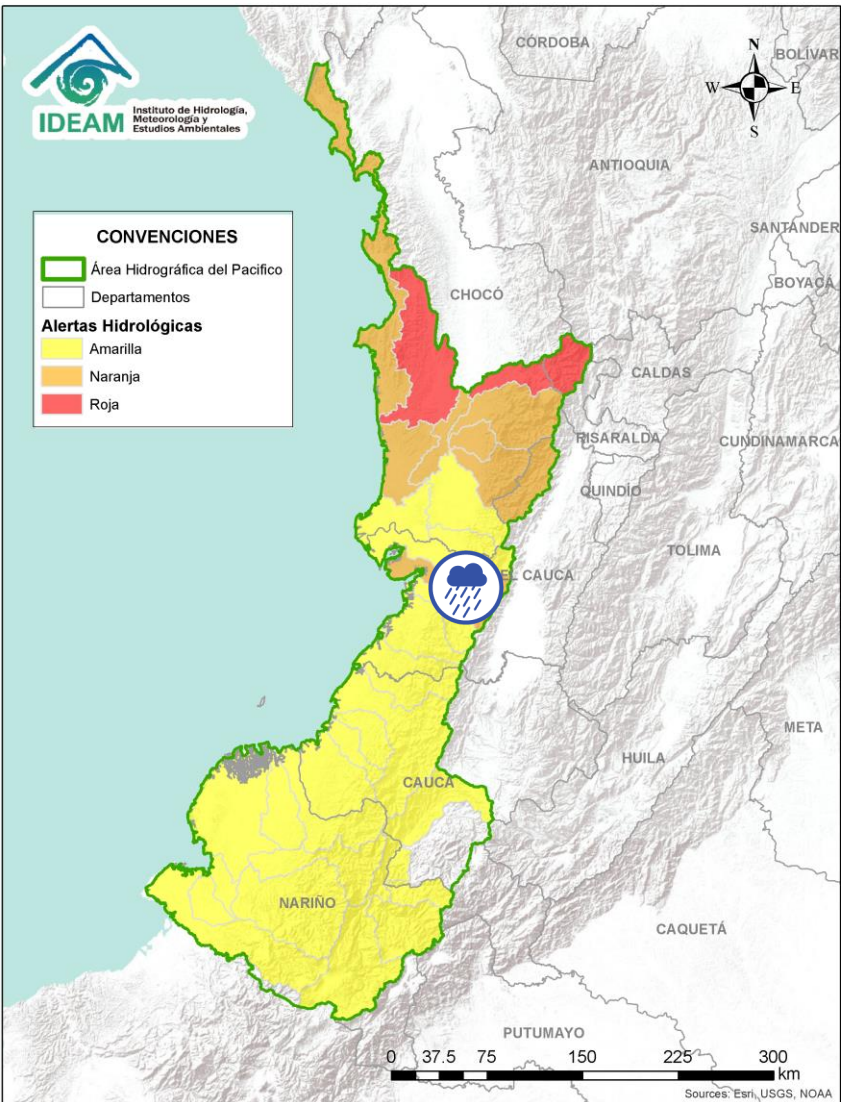 IDEAM
Instituto de Hidrología,
Meteorología y
Estudios Ambientales
N
W
E
S
CÓRDOBA
BOLIVAR
ANTIOQUIA
SANTANDER
BOYACÁ
CHOCÓ
CALDAS
RISARALDA
CUNDINAMARCA
QUINDÍO
TOLIMA
EL CAUCA
META
HUILA
CAUCA
NARIÑO
CAQUETÁ
PUTUMAYO
CONVENCIONES
Área Hidrográfica del Pacifico
Departamentos
Alertas Hidrológicas
Amarilla
Naranja
Roja
0 37.5 75 150 225 300
km
Sources: Esri, USGS, NOAA